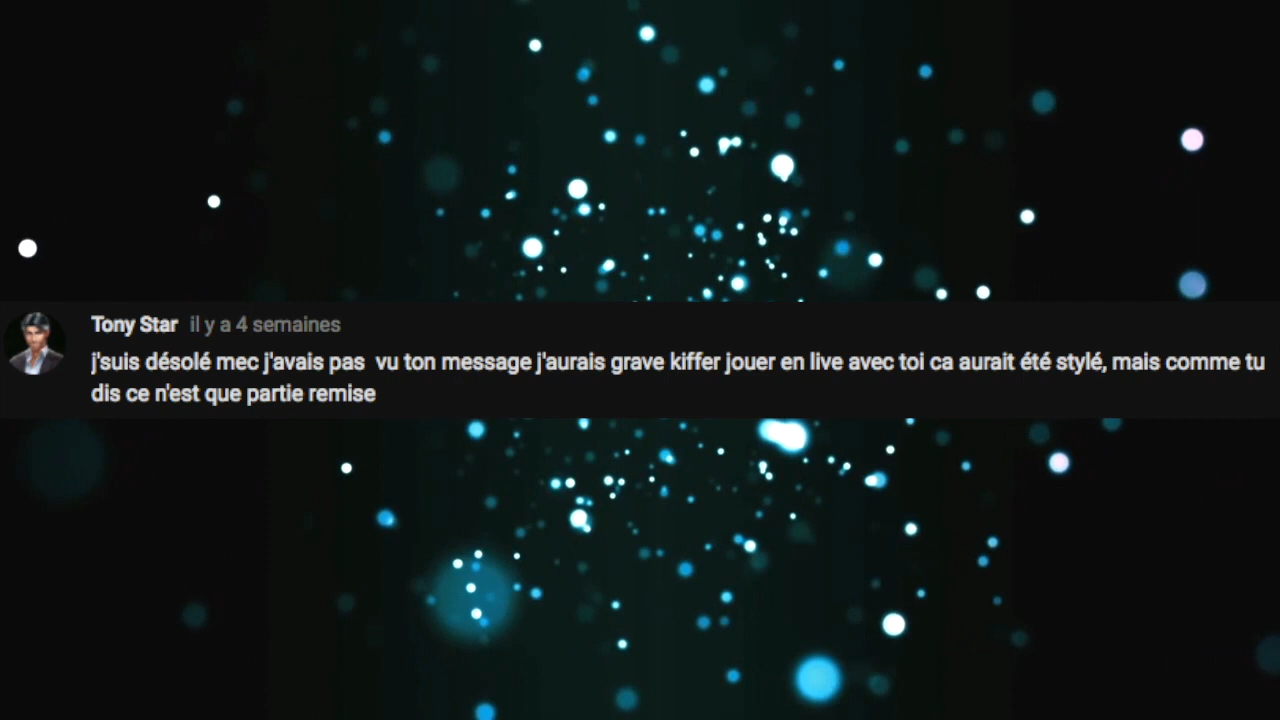 Tony Star il y a 4 semaines
j'suis désolé mec j'avais pas  vu ton message j'aurais grave kiffer jouer en live avec toi ca aurait été stylé, mais comme tu
dis ce n'est que partie remise